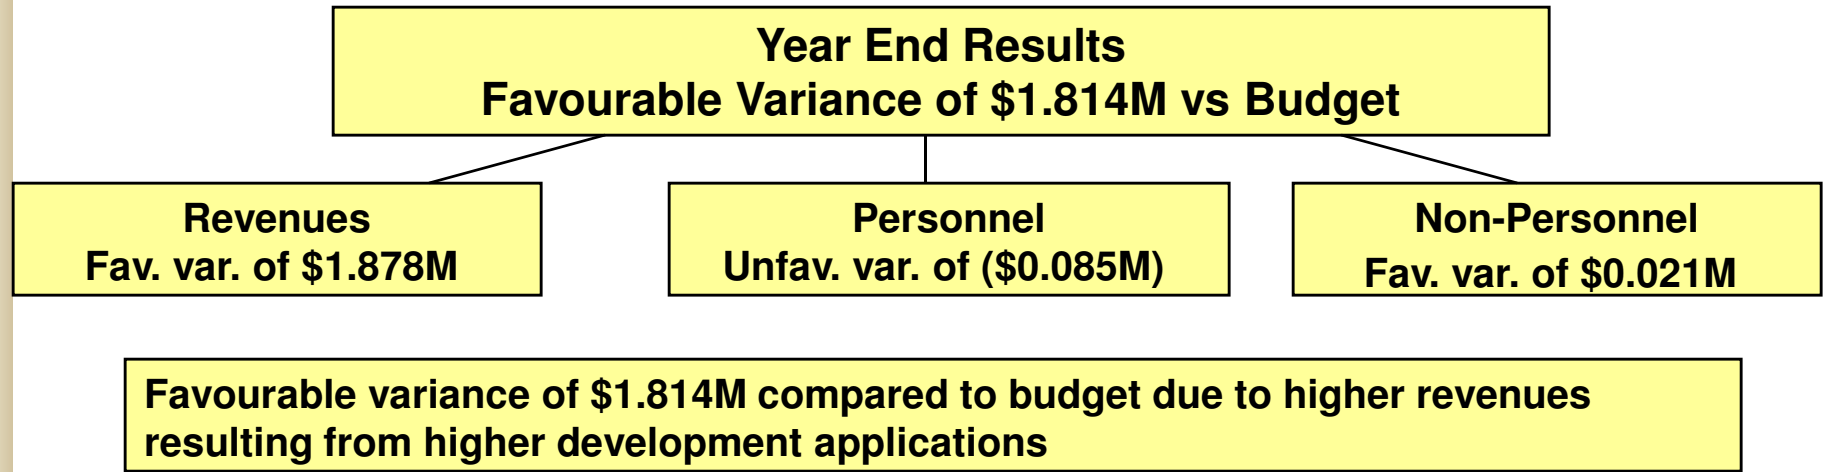 Year End Results
Favourable Variance of $1.814M vs Budget
Revenues
Fav. var. of $1.878M
Personnel
Unfav. var. of ($0.085M)
Non-Personnel
Fav. var. of $0.021M
Favourable variance of $1.814M compared to budget due to higher revenues
resulting from higher development applications